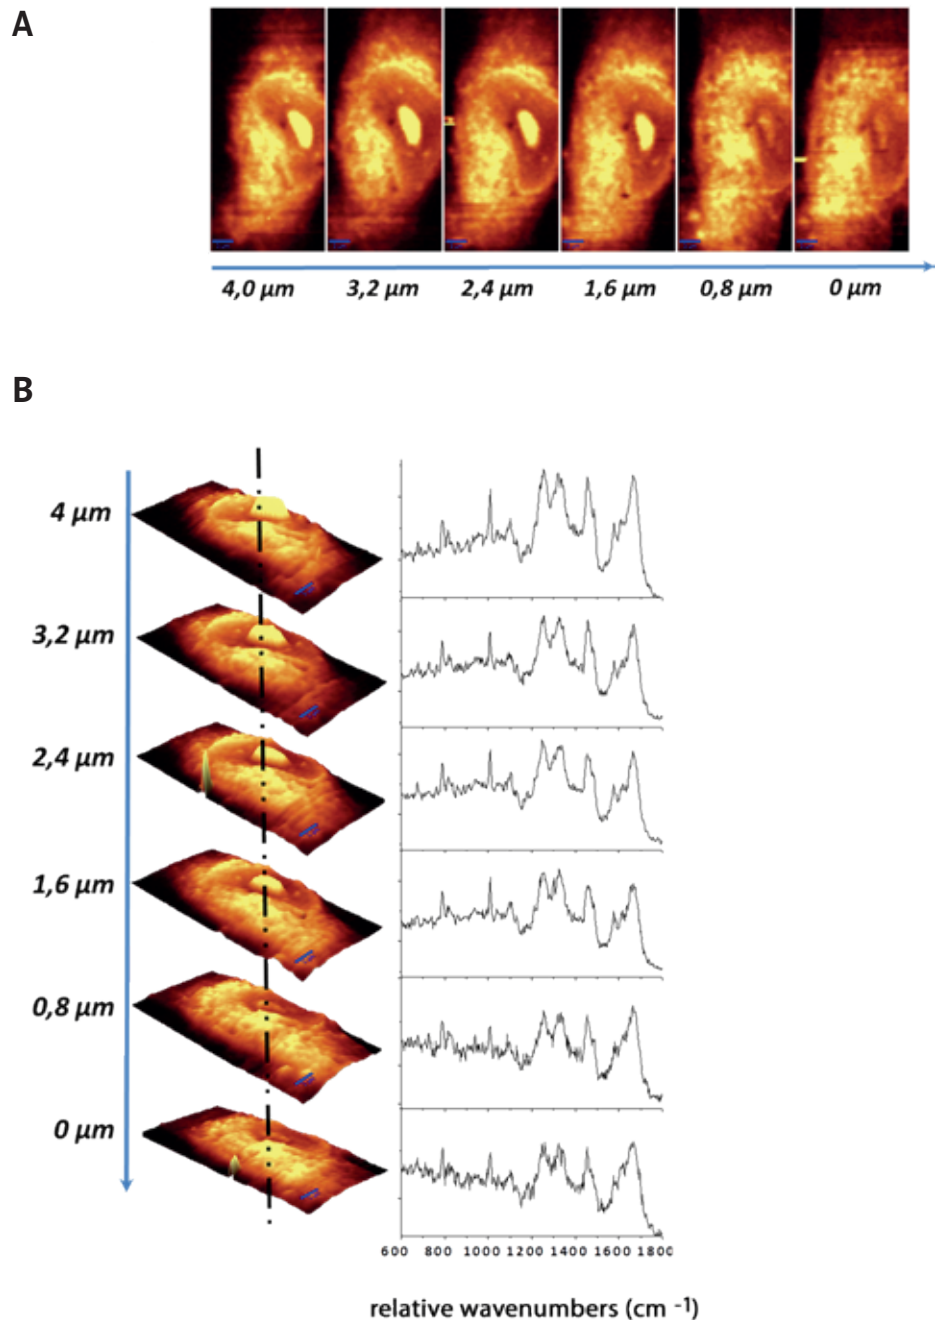 A
4,0 µm 3,2 µm 2,4 µm 1,6 µm 0,8 µm 0 µm
B
4 µm
3,2 µm
2,4 µm
1,6 µm
0,8 µm
0 µm
600 800 1000 1200 1400 1600 1800
relative wavenumbers (cm -1)